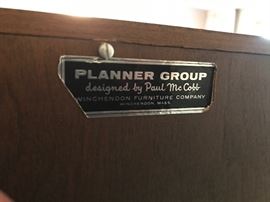 PLANNER GROUP
designed by Paul McCobb
WINCHENDON FURNITURE COMPANY
WINCHENDON, MASS.